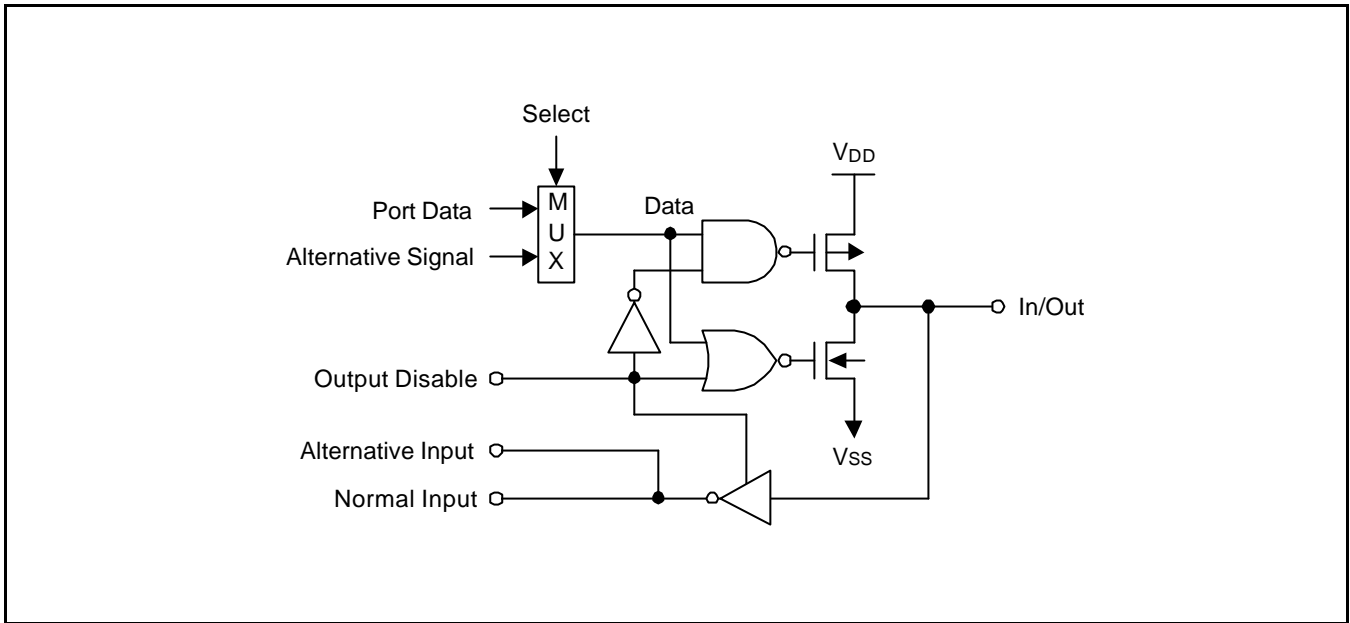 Select
VDD
Port Data
M
U
X
Data
Alternative Signal
In/Out
Output Disable
Alternative Input
VSS
Normal Input